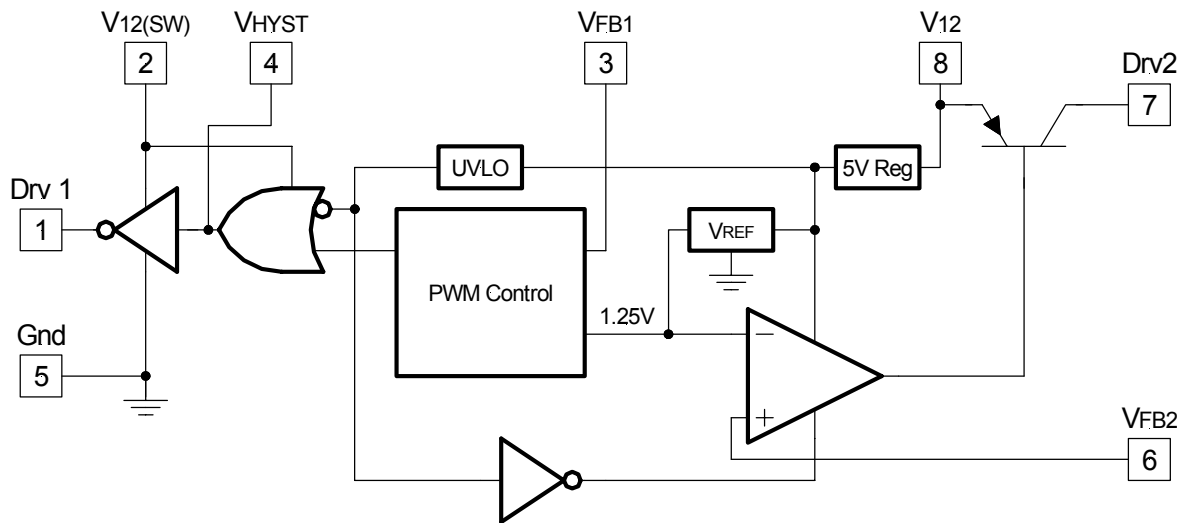 V12(SW)
VHYST
VFB1
V12
2
4
3
8
Drv2
7
UVLO
5V Reg
Drv 1
1
VREF
PWM Control
1.25V
Gnd
5
−
+
VFB2
6